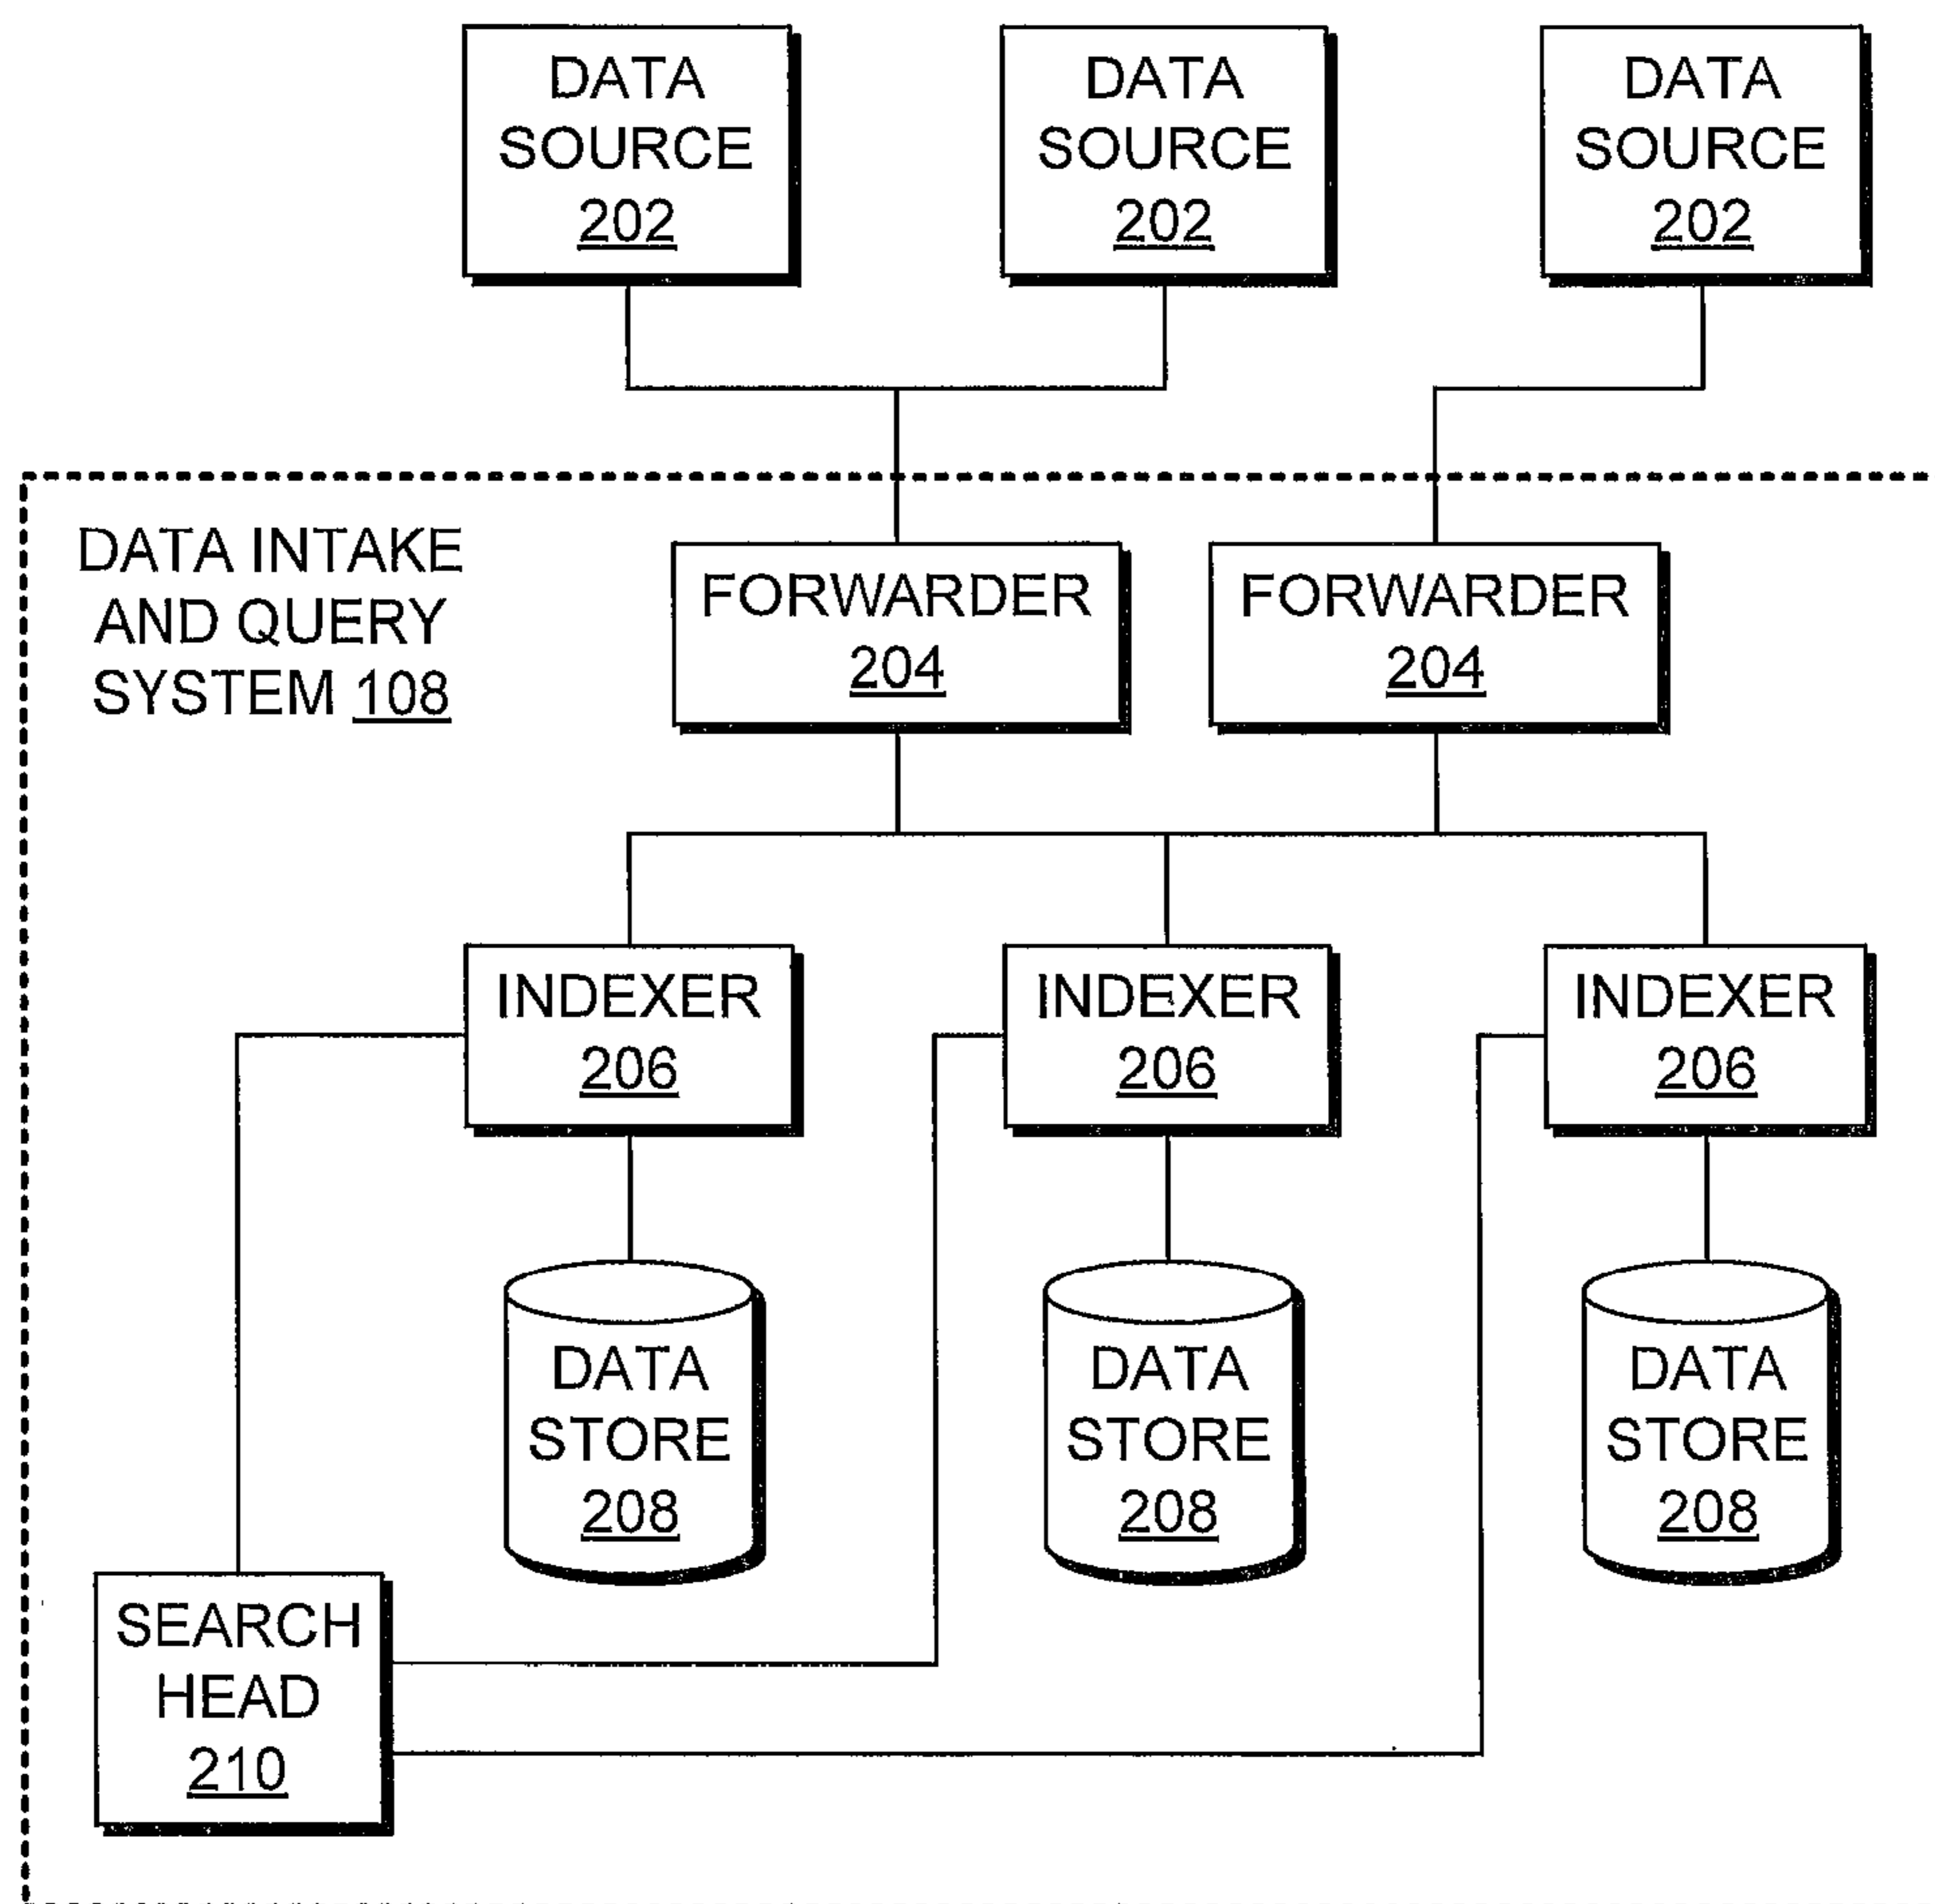 DATA
SOURCE
202
DATA
SOURCE
202
DATA
SOURCE
202
DATA INTAKE
AND QUERY
SYSTEM 108
FORWARDER
204
FORWARDER
204
INDEXER
206
INDEXER
206
INDEXER
206
DATA
STORE
208
DATA
STORE
208
DATA
STORE
208
SEARCH
HEAD
210